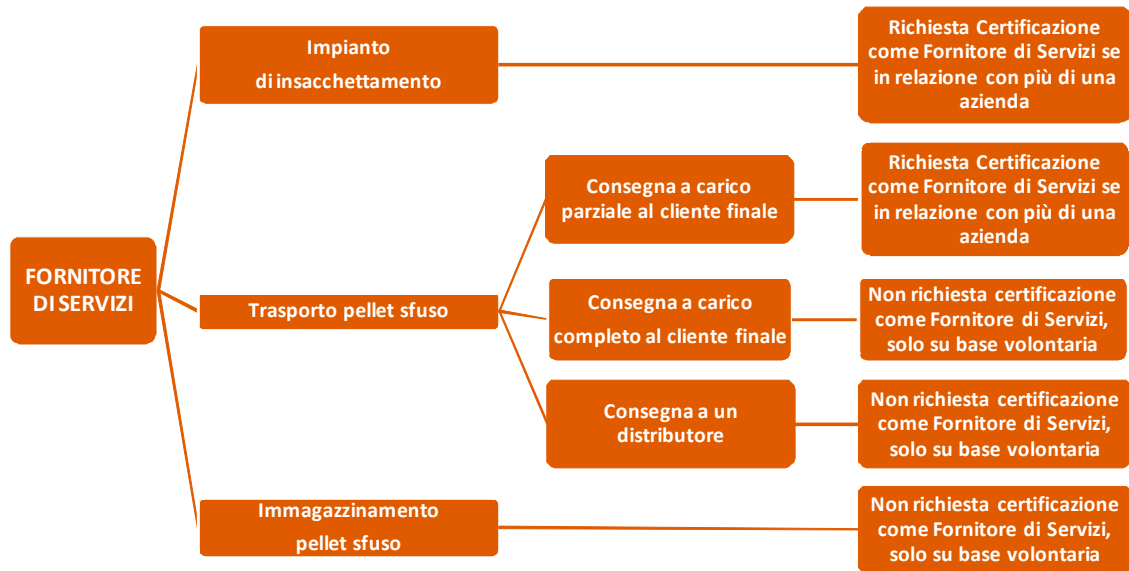 FORNITORE
DI SERVIZI
Impianto
di insacchettamento
Richiesta Certificazione
come Fornitore di Servizi se
in relazione con più di una
azienda
Trasporto pellet sfuso
Consegna a carico
parziale al cliente finale
Richiesta Certificazione
come Fornitore di Servizi se
in relazione con più di una
azienda
Consegna a carico
completo al cliente finale
Non richiesta certificazione
come Fornitore di Servizi,
solo su base volontaria
Consegna a un
distributore
Non richiesta certificazione
come Fornitore di Servizi,
solo su base volontaria
Immagazzinamento
pellet sfuso
Non richiesta certificazione
come Fornitore di Servizi,
solo su base volontaria